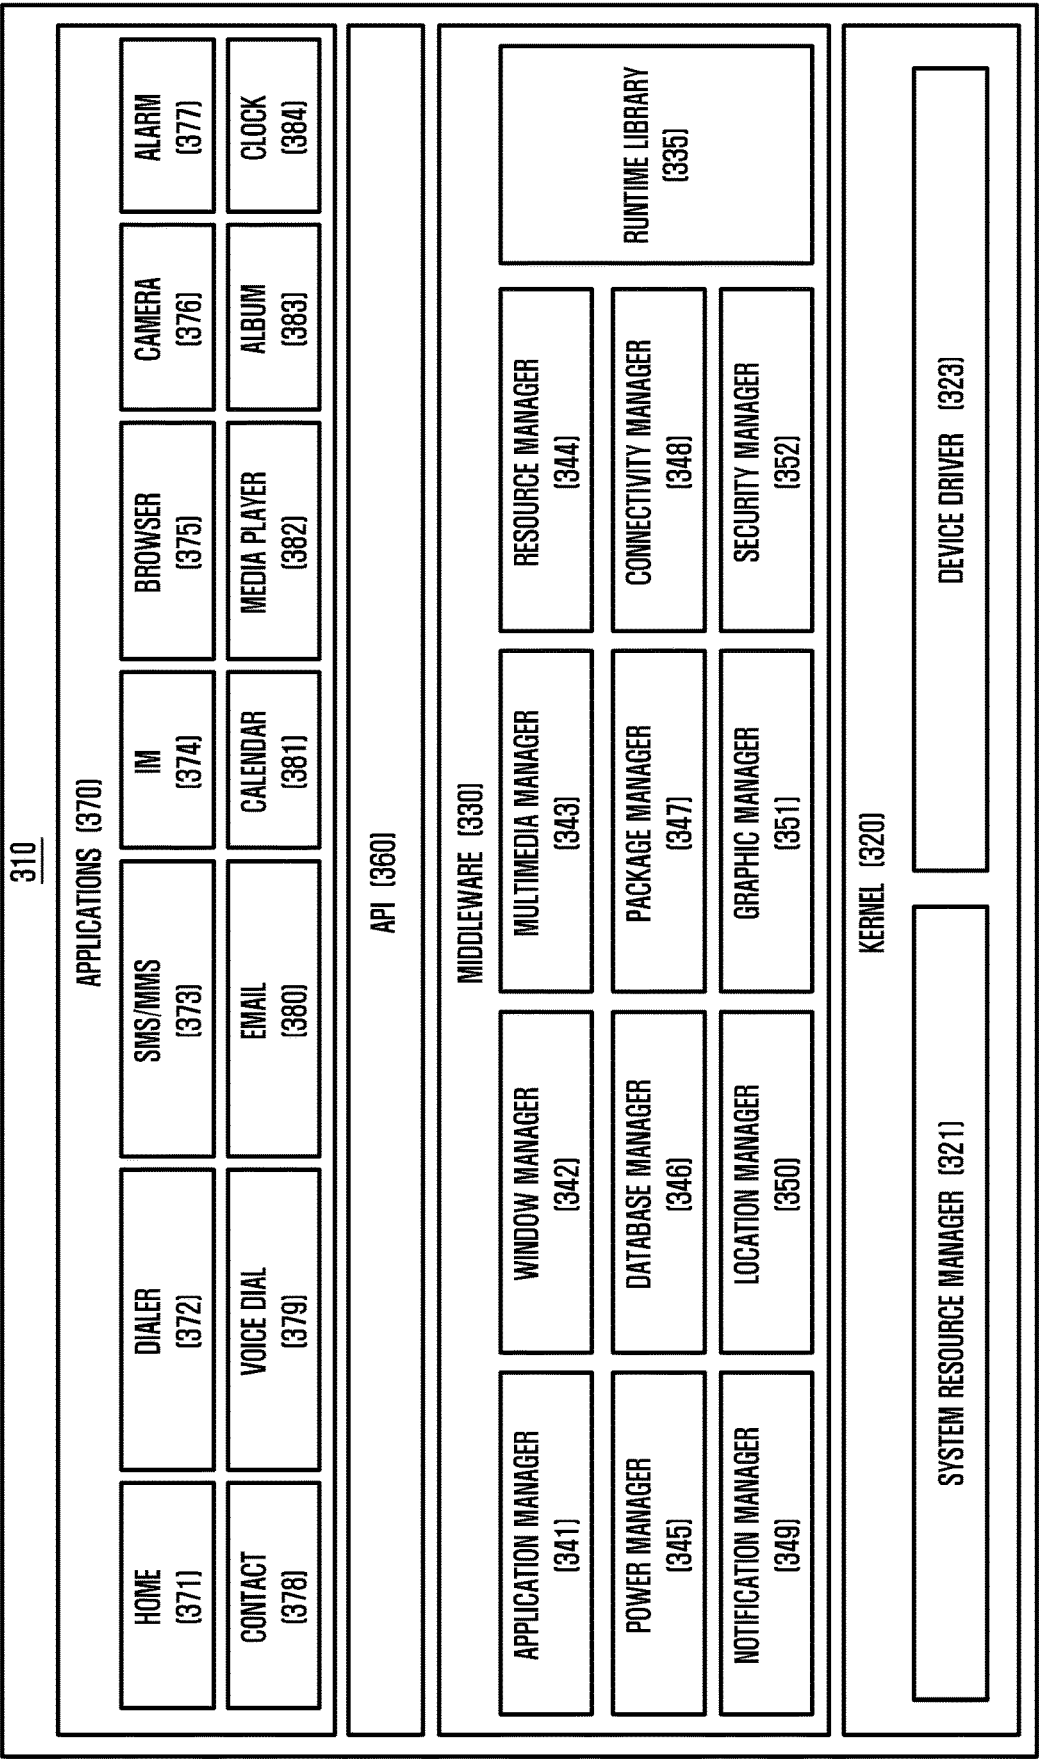 310
APPLICATIONS (370)
HOME
(371)
DIALER
(372)
SMS/MMS
(373)
IM
(374)
BROWSER
(375)
CAMERA
(376)
ALARM
(377)
CONTACT
(378)
VOICE DIAL
(379)
EMAIL
(380)
CALENDAR
(381)
MEDIA PLAYER
(382)
ALBUM
(383)
CLOCK
(384)
API (360)
MIDDLEWARE (330)
APPLICATION MANAGER
(341)
WINDOW MANAGER
(342)
MULTIMEDIA MANAGER
(343)
RESOURCE MANAGER
(344)
POWER MANAGER
(345)
DATABASE MANAGER
(346)
PACKAGE MANAGER
(347)
CONNECTIVITY MANAGER
(348)
NOTIFICATION MANAGER
(349)
LOCATION MANAGER
(350)
GRAPHIC MANAGER
(351)
SECURITY MANAGER
(352)
RUNTIME LIBRARY
(335)
KERNEL (320)
SYSTEM RESOURCE MANAGER (321)
DEVICE DRIVER (323)